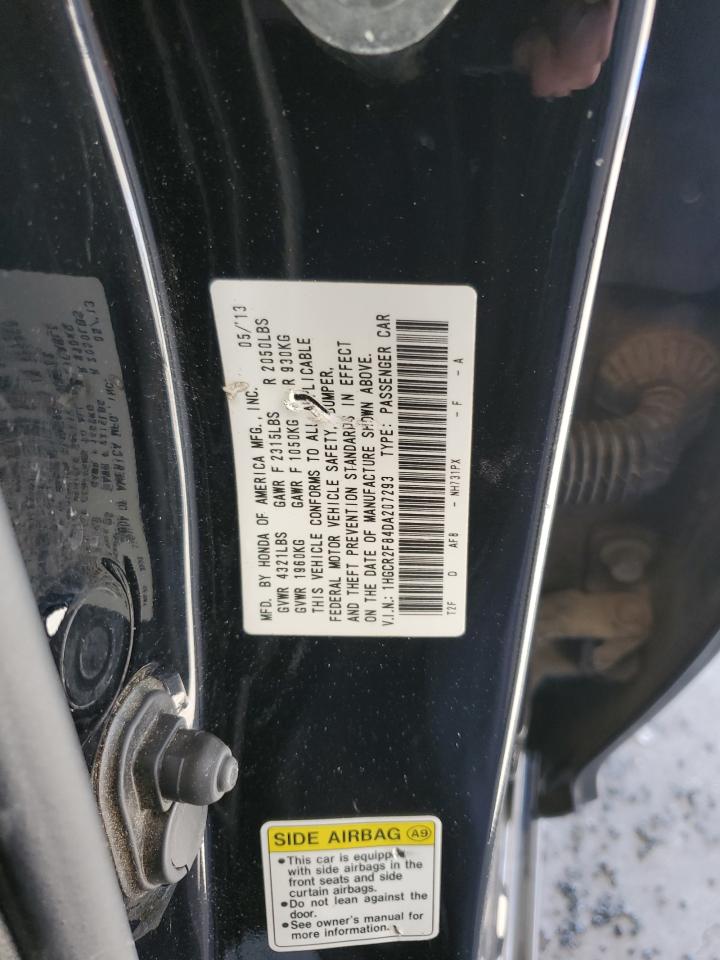 MFD. BY HONDA OF AMERICA MFG., INC. 05/'13
GVWR 4321LBS GAWR F 2315LBS R 2050LBS
GVWR 1960KG GAWR F 1050KG R 930KG
THIS VEHICLE CONFORMS TO ALL APPLICABLE
FEDERAL MOTOR VEHICLE SAFETY, BUMPER,
AND THEFT PREVENTION STANDARDS IN EFFECT
ON THE DATE OF MANUFACTURE SHOWN ABOVE.
V.I.N.: 1HGCR2F84DA207293 TYPE: PASSENGER CAR
T2F D AF8 - NH731PX - F - A
SIDE AIRBAG A9
•This car is equipped
with side airbags in the
front seats and side
curtain airbags.
•Do not lean against the
door.
•See owner's manual for
more information.